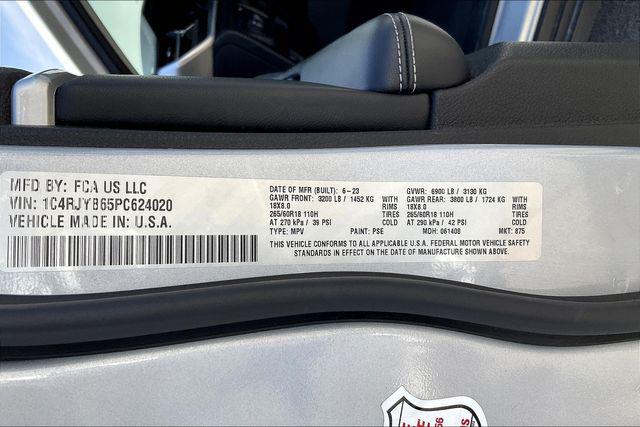 MFD BY: FCA US LLC
VIN: 1C4RJYB65PC624020
VEHICLE MADE IN: U.S.A.
DATE OF MFR (BUILT): 6-23 GVWR: 6900 LB / 3130 KG
GAWR FRONT: 3200 LB / 1452 KG WITH GAWR REAR: 3800 LB / 1724 KG WITH
18X8.0 RIMS 18X8.0 RIMS
265/60R18 110H TIRES 265/60R18 110H TIRES
AT 270 kPa / 39 PSI COLD AT 290 kPa / 42 PSI COLD
TYPE: MPV PAINT: PSE MDH: 061408 MKT: 875
THIS VEHICLE CONFORMS TO ALL APPLICABLE U.S.A. FEDERAL MOTOR VEHICLE SAFETY
STANDARDS IN EFFECT ON THE DATE OF MANUFACTURE SHOWN ABOVE.